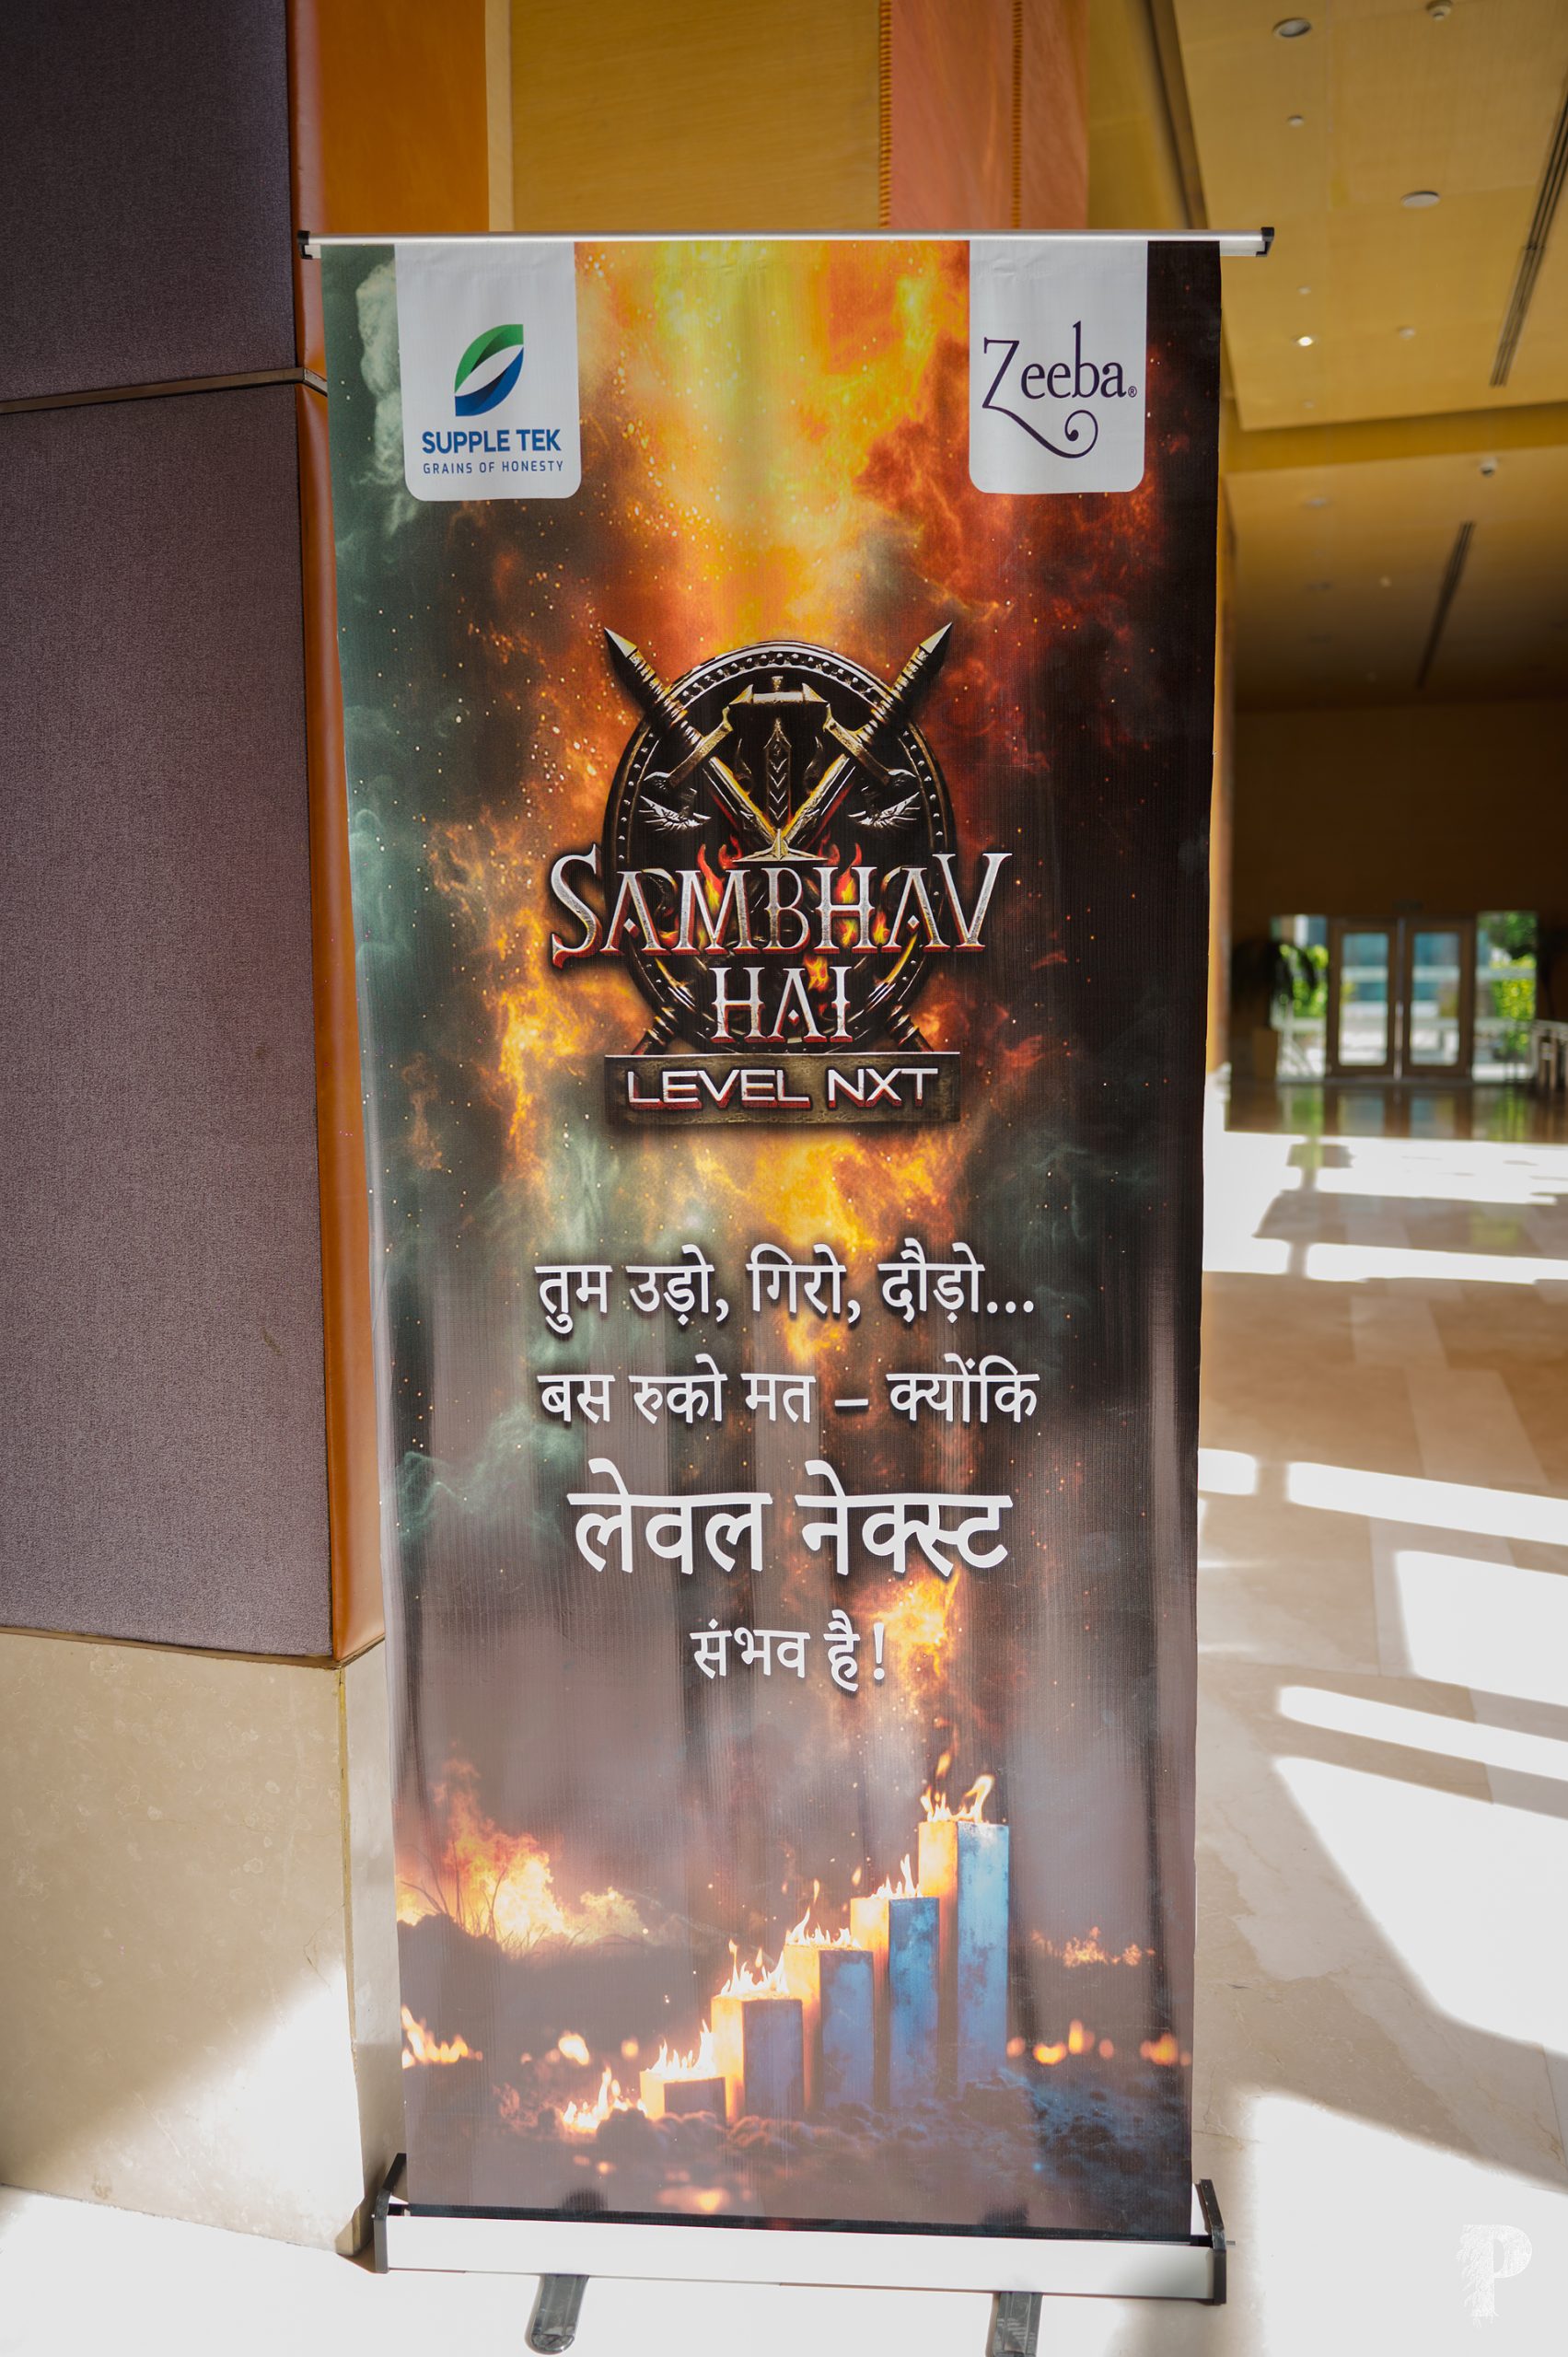 SUPPLE TEK
GRAINS OF HONESTY
Zeeba®
SAMBHAV
HAI
LEVEL NXT
तुम उड़ो, गिरो, दौड़ो...
बस रुको मत – क्योंकि
लेवल नेक्स्ट
संभव है!
P